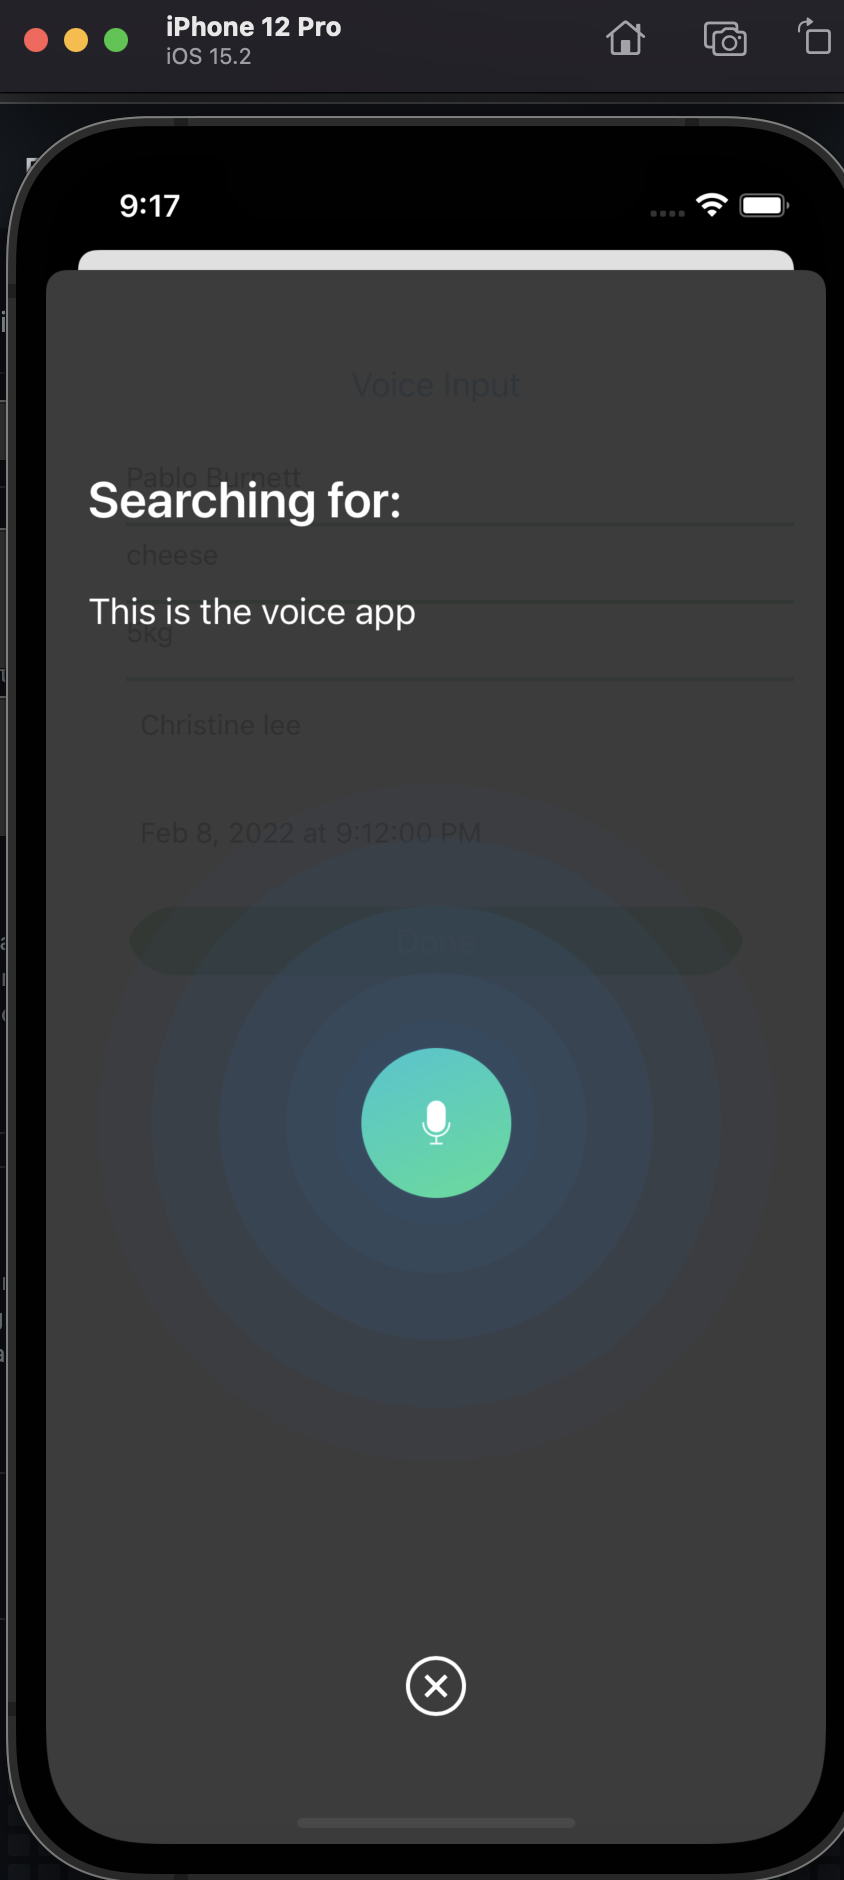 iPhone 12 Pro
iOS 15.2
9:17
Voice Input
Pablo Burnett
Searching for:
cheese
This is the voice app
5kg
Christine lee
Feb 8, 2022 at 9:12:00 PM
Done